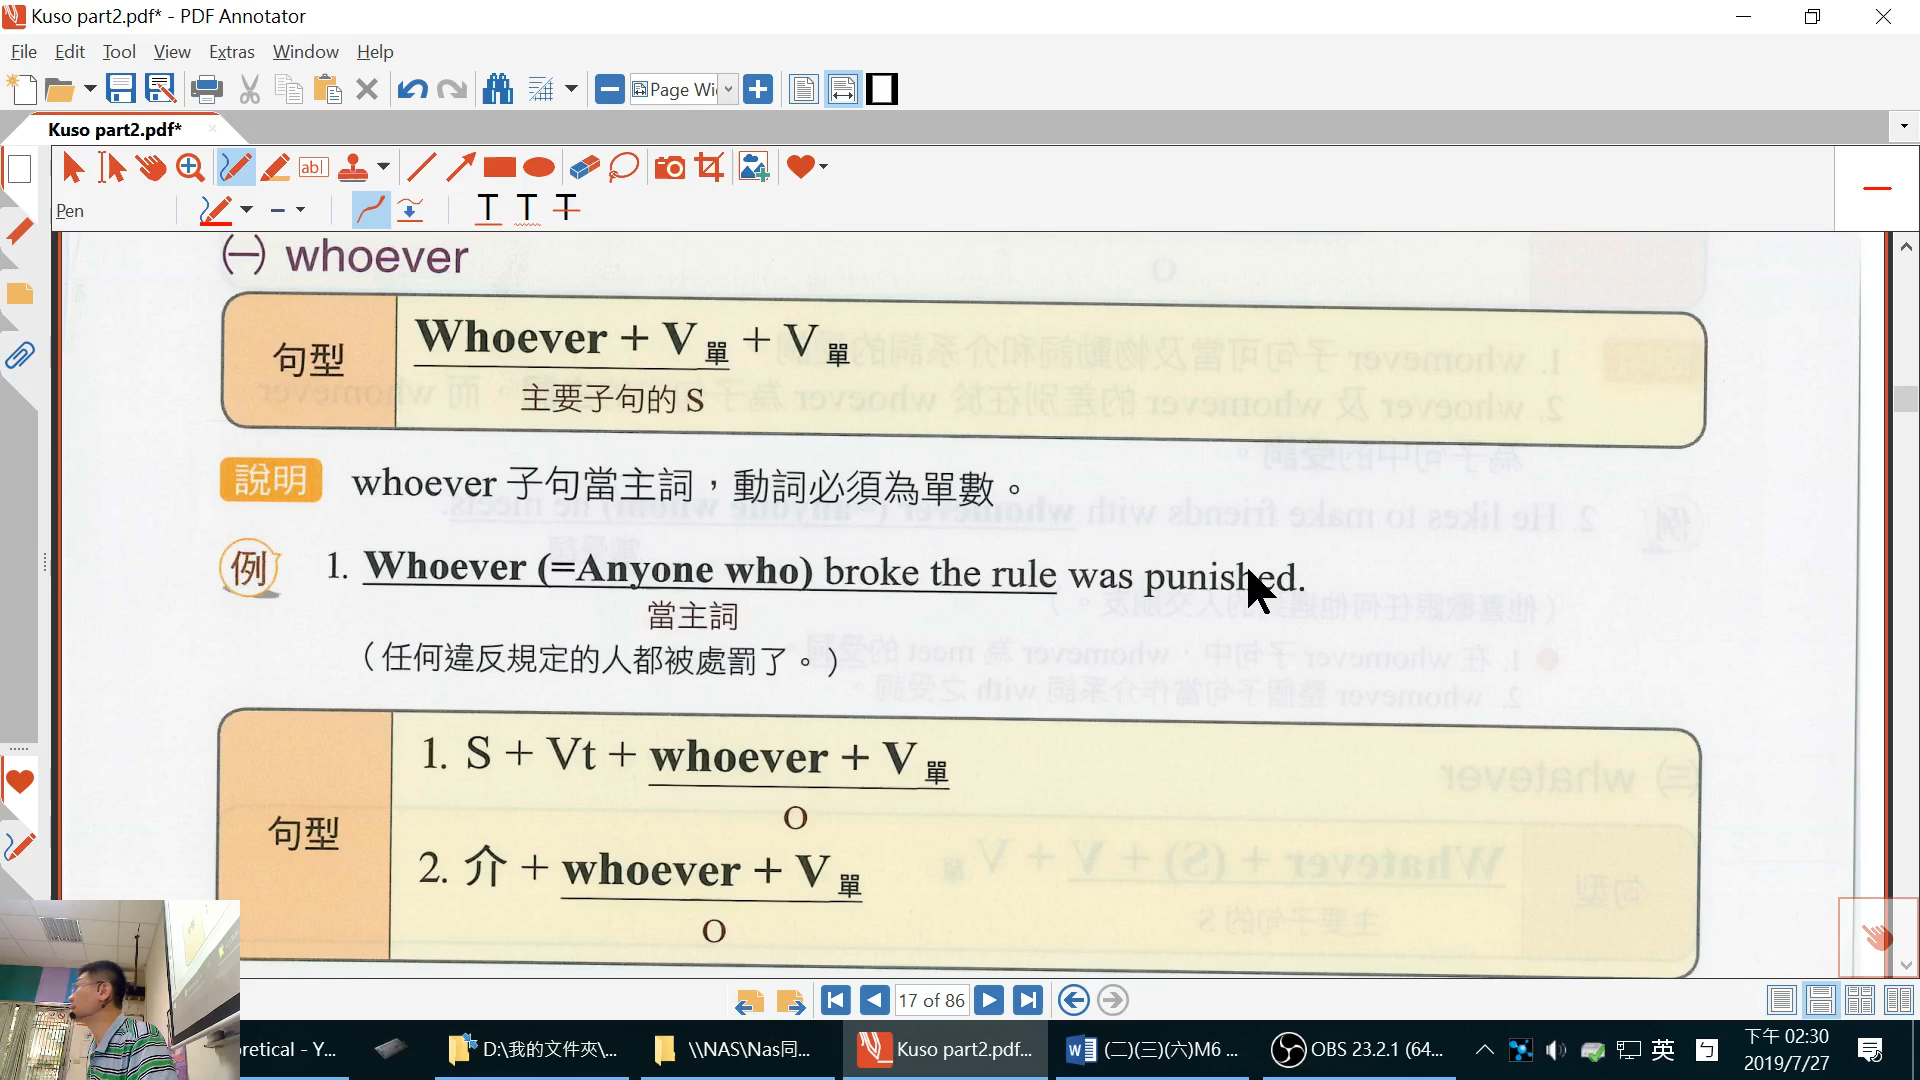 Kuso part2.pdf* - PDF Annotator
File Edit Tool View Extras Window Help
Page Wi
Kuso part2.pdf*
ab
Pen
T T T
(一) whoever
句型
Whoever + V單 + V單
主要子句的 S
說明 whoever 子句當主詞，動詞必須為單數。
例 1. Whoever (=Anyone who) broke the rule was punished.
當主詞
（任何違反規定的人都被處罰了。）
句型
1. S + Vt + whoever + V單
O
2. 介 + whoever + V單
O
17 of 86
retical - Y...
D:\我的文件夾\...
\\NAS\Nas同...
Kuso part2.pdf...
(二)(三)(六)M6 ...
OBS 23.2.1 (64...
英
下午 02:30
2019/7/27